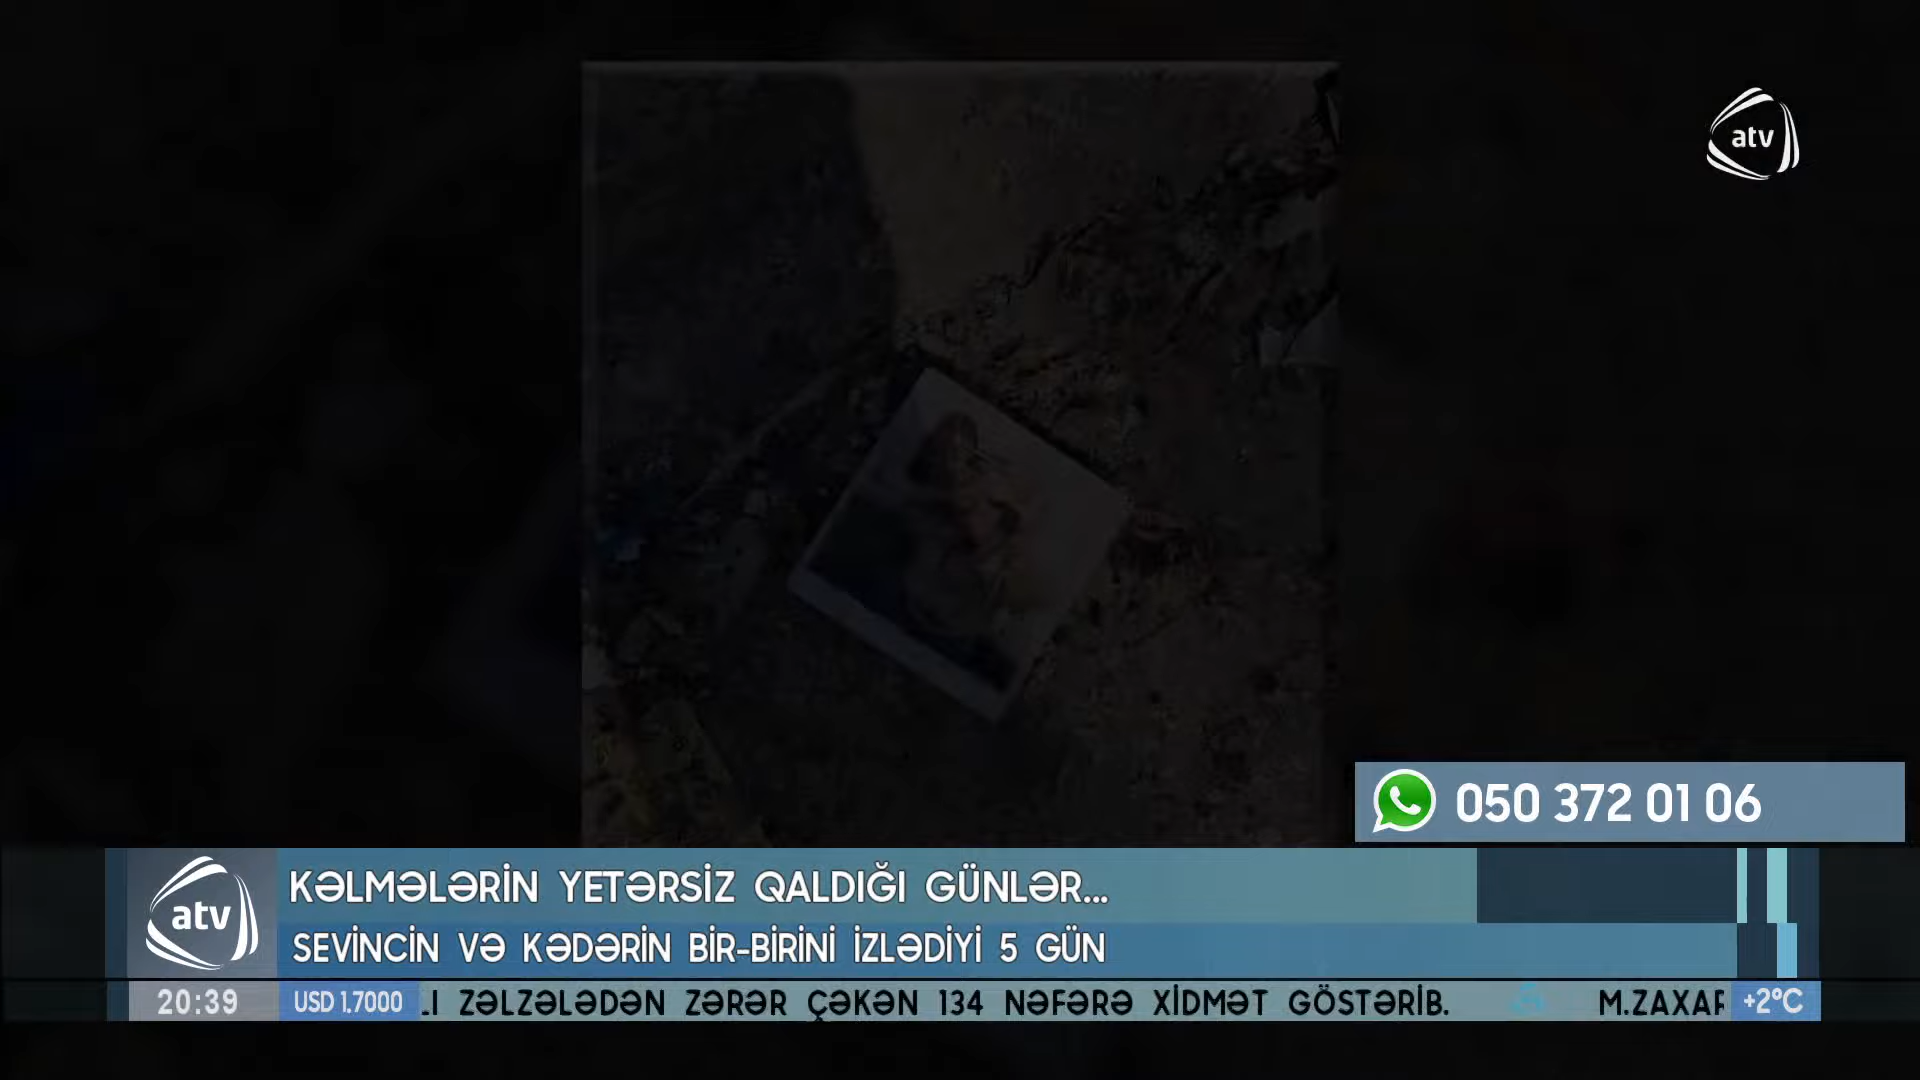 atv
050 372 01 06
atv
KƏLMƏLƏRİN YETƏRSİZ QALDIĞI GÜNLƏR...
SEVİNCİN VƏ KƏDƏRİN BİR-BİRİNİ İZLƏDİYİ 5 GÜN
20:39 USD 1,7000 ZƏLZƏLƏDƏN ZƏRƏR ÇƏKƏN 134 NƏFƏRƏ XİDMƏT GÖSTƏRİB. +2°C